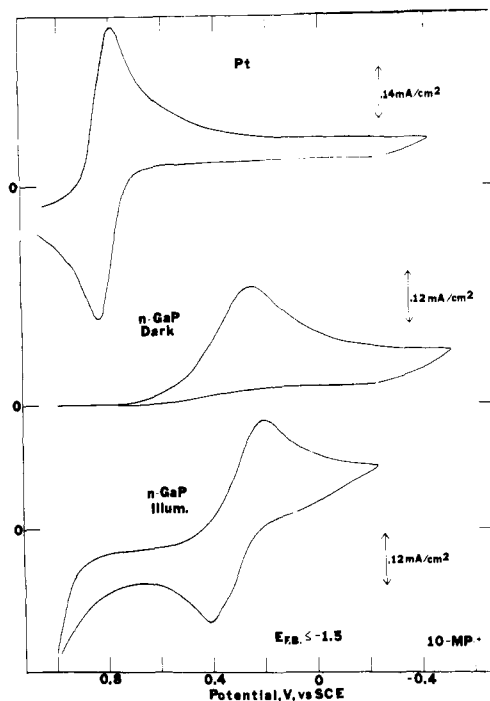 Pt
.14mA/cm2
0
n-GaP
Dark
.12mA/cm2
0
n-GaP
Illum.
0
.12mA/cm2
E F.B. ≤ -1.5
10-MP·+
0.8
0.4
0
-0.4
Potential, V, vs SCE